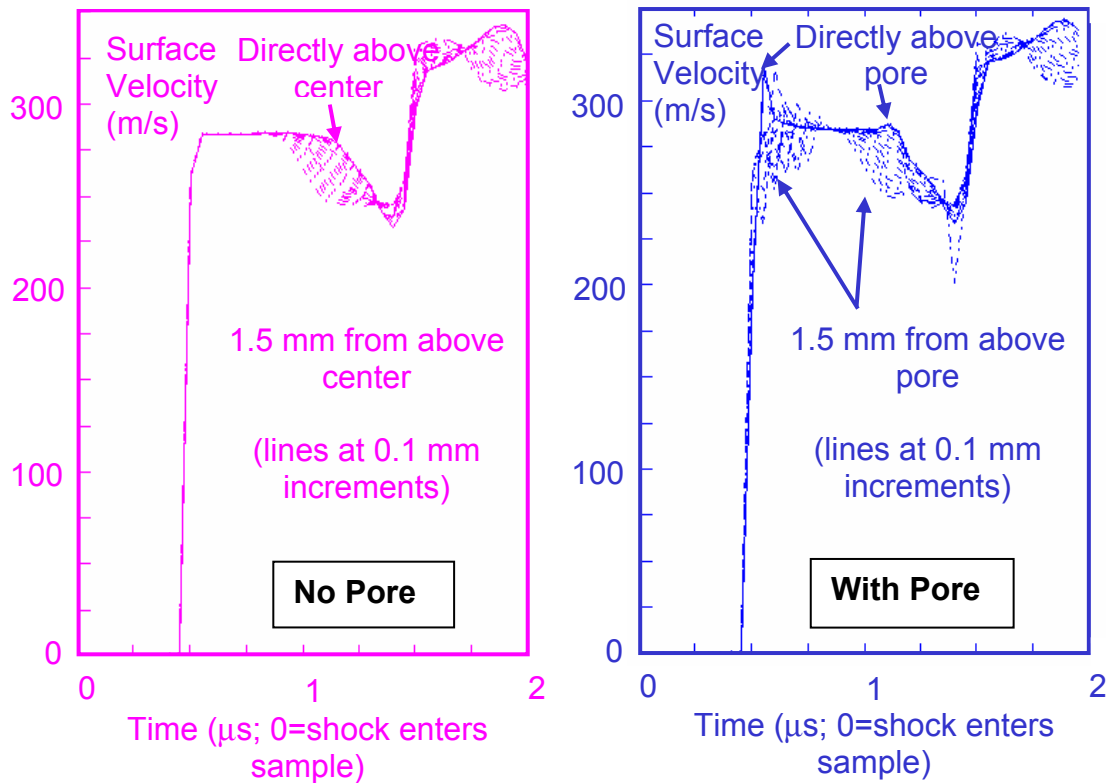 Surface
Velocity
(m/s)
Directly above
center
300
200
100
0
1.5 mm from above
center
(lines at 0.1 mm
increments)
No Pore
0
1
2
Time (μs; 0=shock enters
sample)
Surface
Velocity
(m/s)
Directly above
pore
300
200
100
0
1.5 mm from above
pore
(lines at 0.1 mm
increments)
With Pore
0
1
2
Time (μs; 0=shock enters
sample)